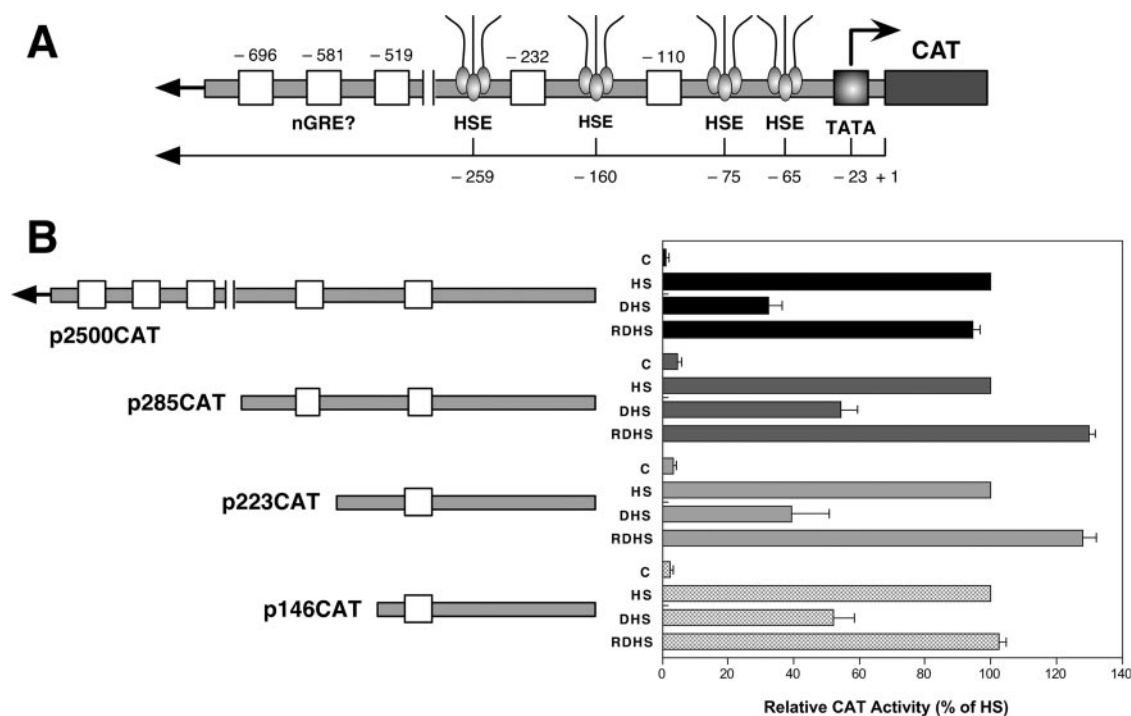 A
− 696
− 581
− 519
− 232
− 110
CAT
nGRE?
HSE
HSE
HSE
HSE
TATA
− 259
− 160
− 75
− 65
− 23
+ 1
B
p2500CAT
p285CAT
p223CAT
p146CAT
C
HS
DHS
RDHS
C
HS
DHS
RDHS
C
HS
DHS
RDHS
C
HS
DHS
RDHS
0 20 40 60 80 100 120 140
Relative CAT Activity (% of HS)